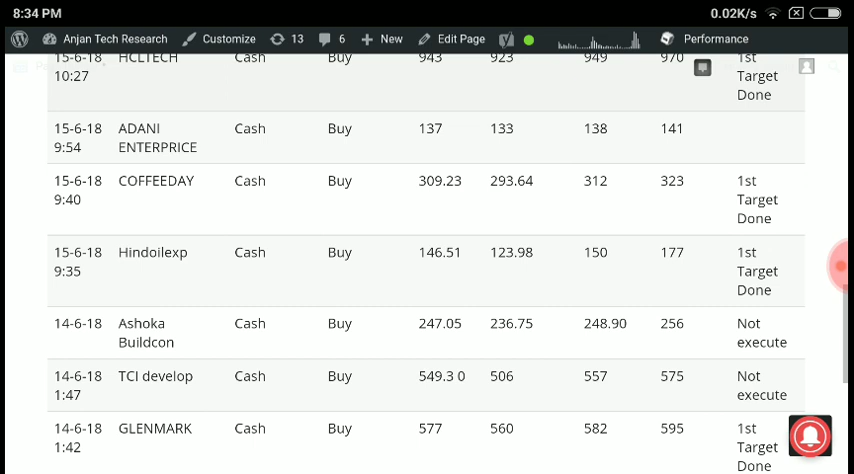 8:34 PM 0.02K/s
Anjan Tech Research Customize 13 6 New Edit Page Performance
15-6-18 HCLTECH Cash Buy 943 923 949 970 1st
10:27 Target
Done
15-6-18 ADANI Cash Buy 137 133 138 141
9:54 ENTERPRICE
15-6-18 COFFEEDAY Cash Buy 309.23 293.64 312 323 1st
9:40 Target
Done
15-6-18 Hindoilexp Cash Buy 146.51 123.98 150 177 1st
9:35 Target
Done
14-6-18 Ashoka Cash Buy 247.05 236.75 248.90 256 Not
Buildcon execute
14-6-18 TCI develop Cash Buy 549.3 0 506 557 575 Not
1:47 execute
14-6-18 GLENMARK Cash Buy 577 560 582 595 1st
1:42 Target
Done